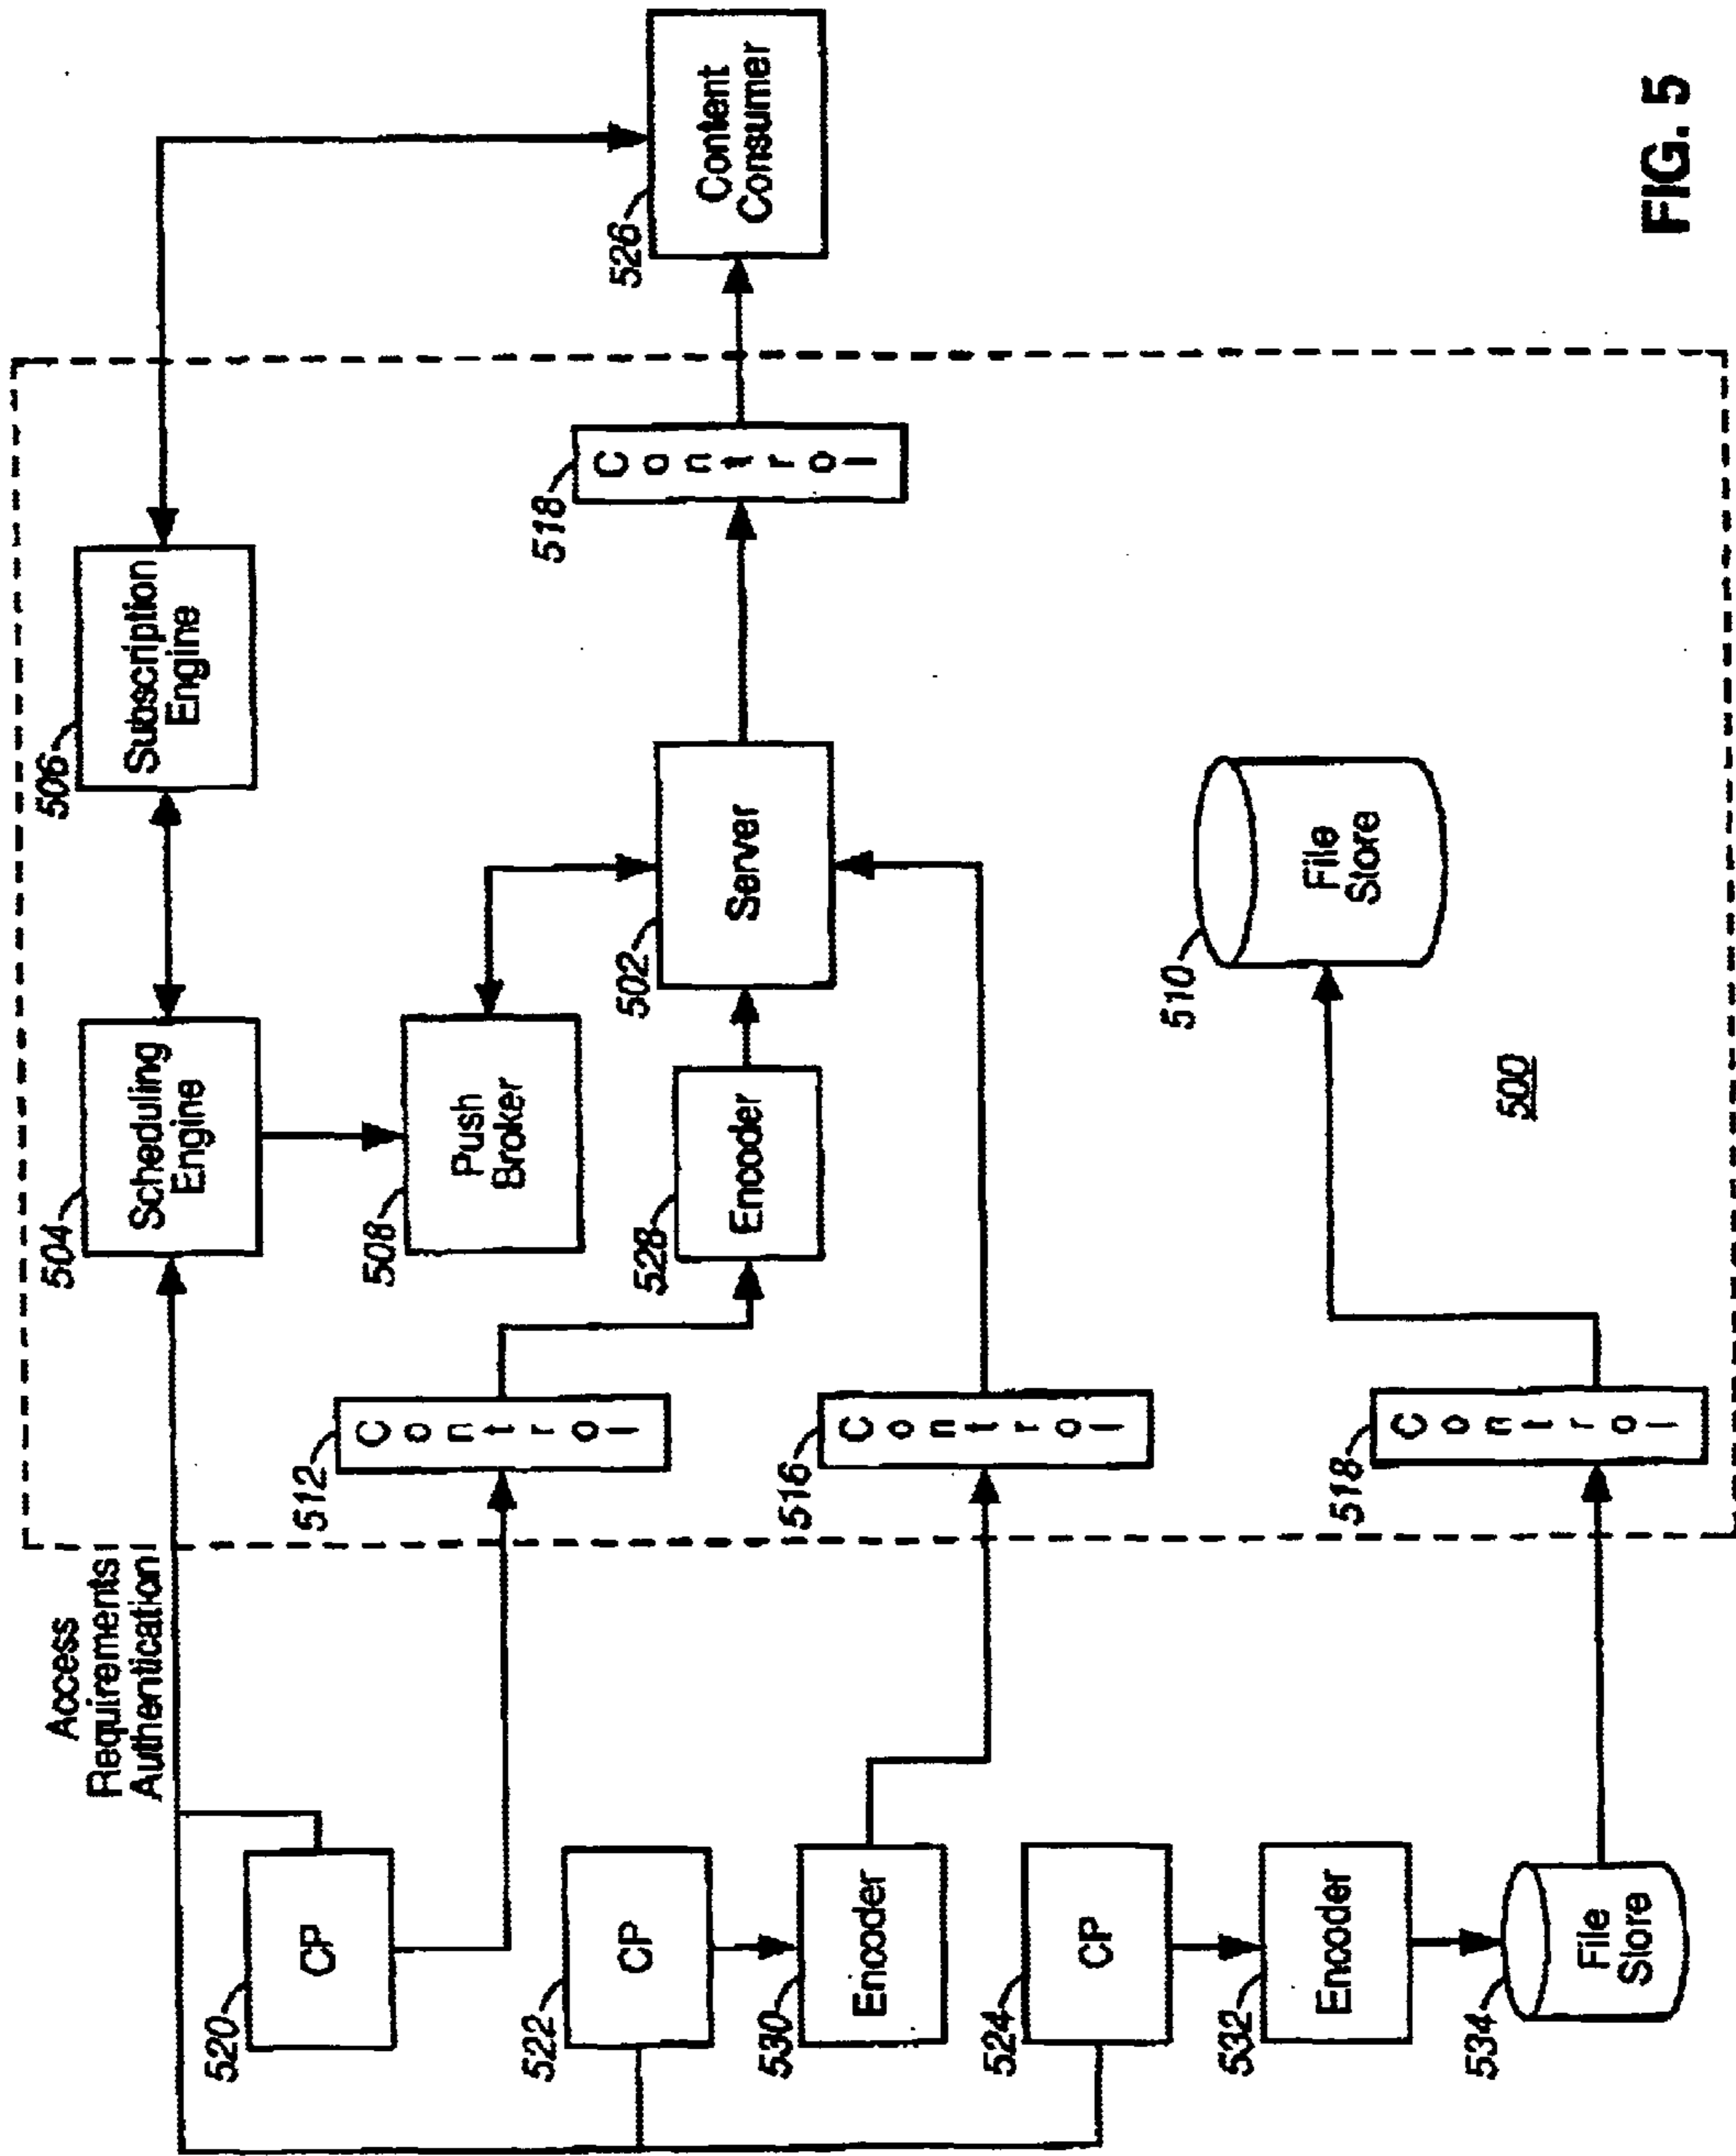 Access
Requirements
Authentication
504
Scheduling
Engine
506
Subscription
Engine
520
CP
512
Control
508
Push
Broker
522
CP
530
Encoder
528
Encoder
502
Server
518
Control
526
Content
Consumer
516
Control
524
CP
532
Encoder
534
File
Store
518
Control
510
File
Store
500
FIG. 5